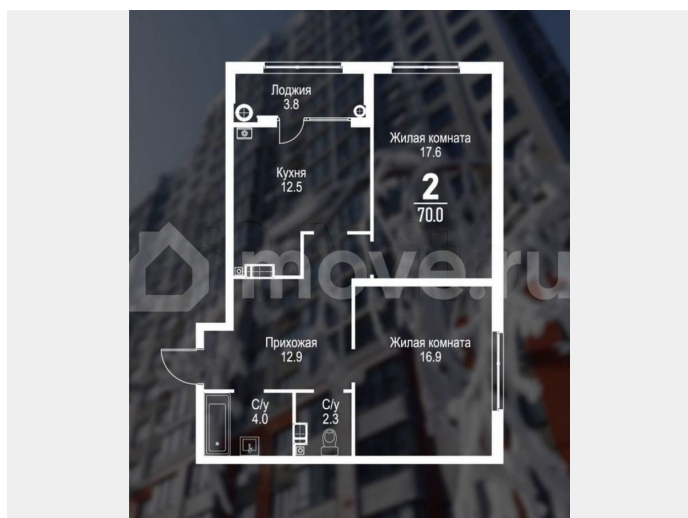 Лоджия
3.8
Жилая комната
17.6
Кухня
12.5
2
70.0
move.ru
Прихожая
12.9
Жилая комната
16.9
С/у
4.0
С/у
2.3